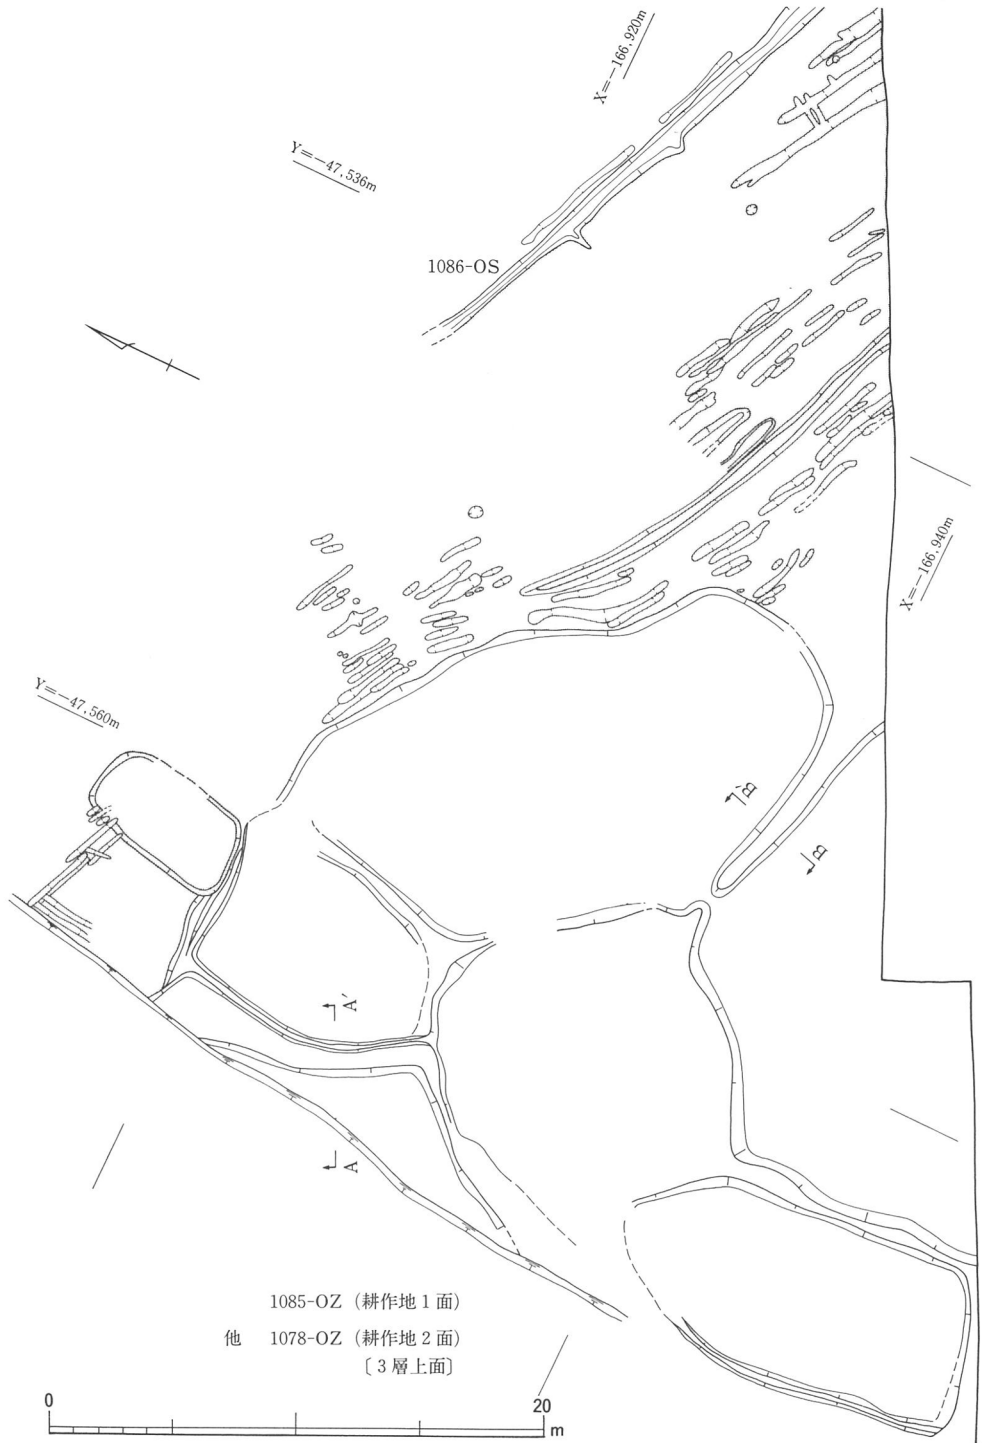 X=-166,920m
Y=-47,536m
1086-OS
X=-166,940m
Y=-47,560m
B'
B
A'
A
1085-OZ (耕作地1面)
他 1078-OZ (耕作地2面)
〔3層上面〕
0 20
m